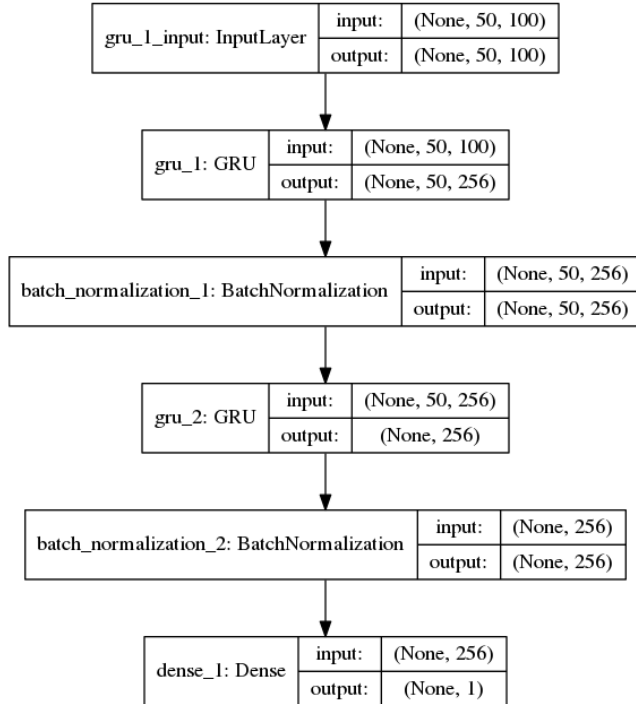 gru_1_input: InputLayer
input: (None, 50, 100)
output: (None, 50, 100)
gru_1: GRU
input: (None, 50, 100)
output: (None, 50, 256)
batch_normalization_1: BatchNormalization
input: (None, 50, 256)
output: (None, 50, 256)
gru_2: GRU
input: (None, 50, 256)
output: (None, 256)
batch_normalization_2: BatchNormalization
input: (None, 256)
output: (None, 256)
dense_1: Dense
input: (None, 256)
output: (None, 1)